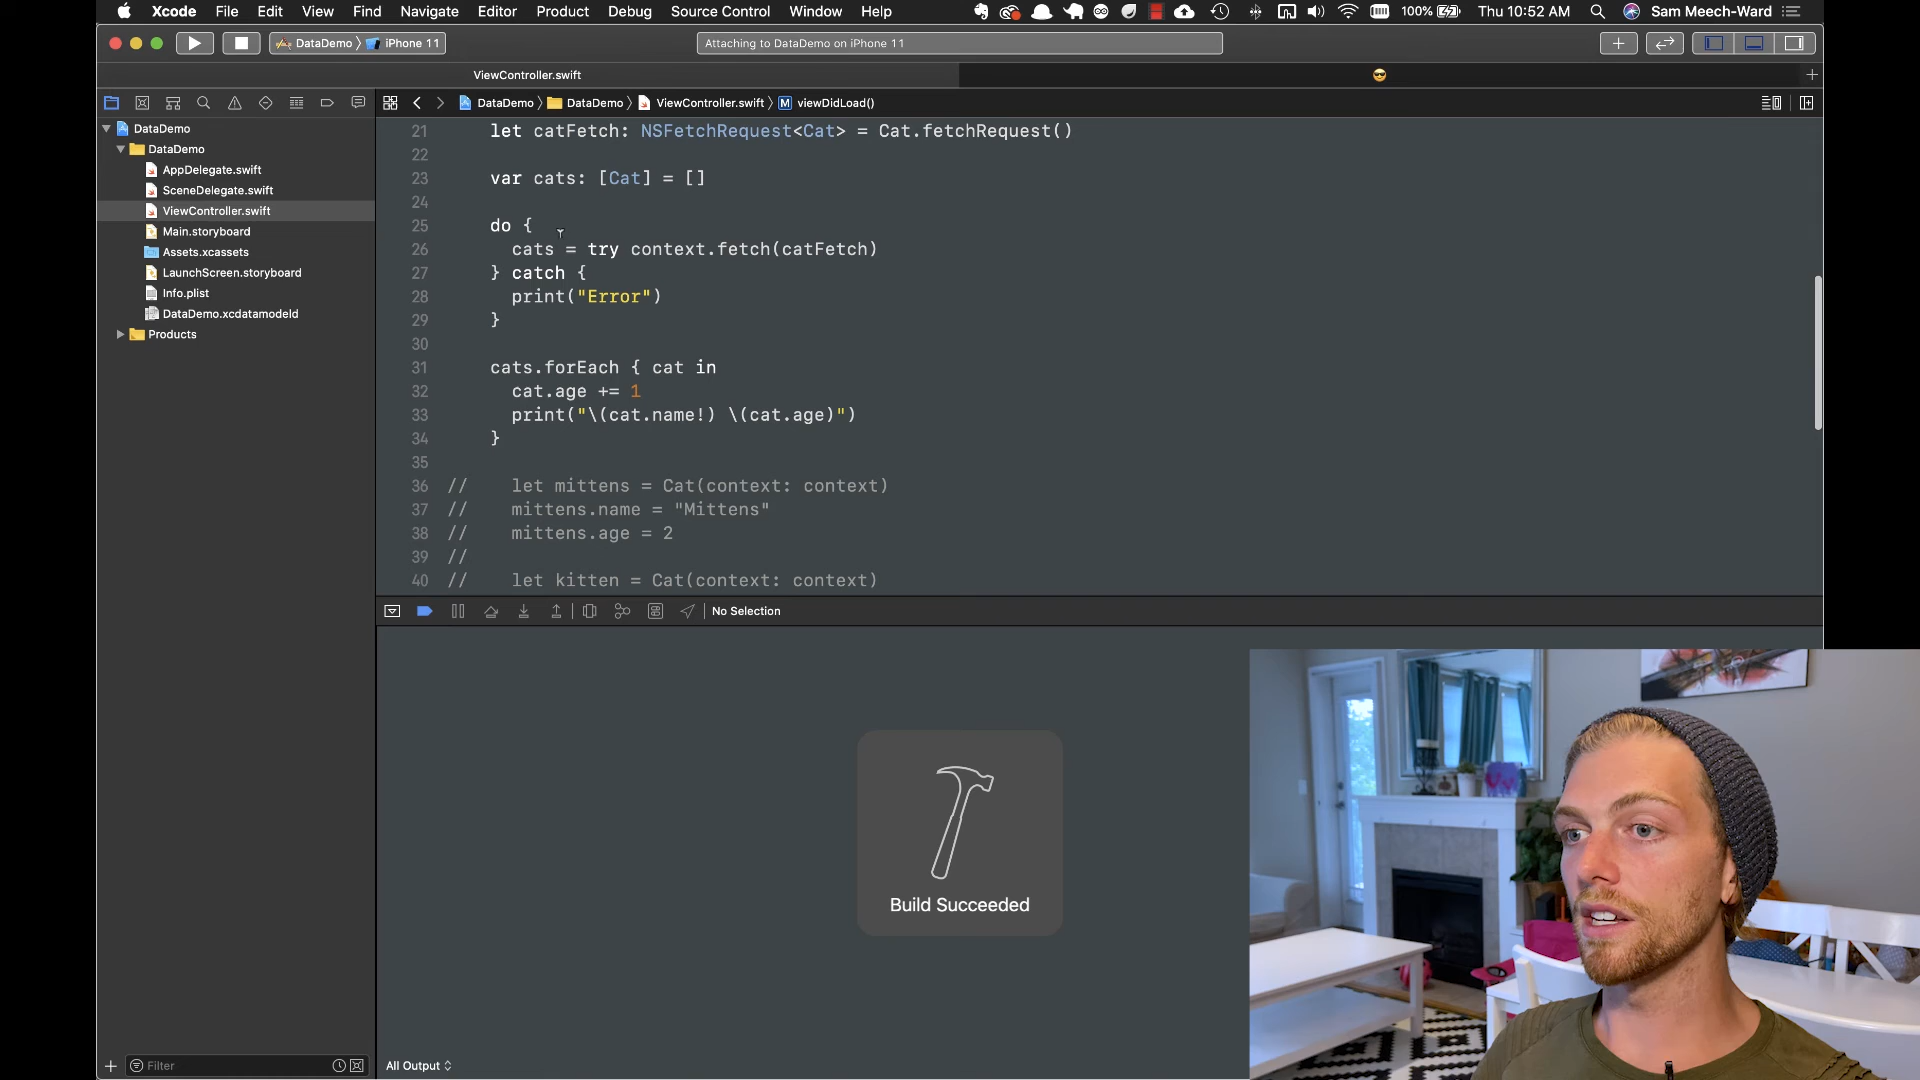 Xcode File Edit View Find Navigate Editor Product Debug Source Control Window Help 100% Thu 10:52 AM Sam Meech-Ward
DataDemo iPhone 11 Attaching to DataDemo on iPhone 11
ViewController.swift
DataDemo DataDemo ViewController.swift M viewDidLoad()
DataDemo
DataDemo
AppDelegate.swift
SceneDelegate.swift
ViewController.swift
Main.storyboard
Assets.xcassets
LaunchScreen.storyboard
Info.plist
DataDemo.xcdatamodeld
Products
21 let catFetch: NSFetchRequest<Cat> = Cat.fetchRequest()
22
23 var cats: [Cat] = []
24
25 do {
26 cats = try context.fetch(catFetch)
27 } catch {
28 print("Error")
29 }
30
31 cats.forEach { cat in
32 cat.age += 1
33 print("\(cat.name!) \(cat.age)")
34 }
35
36 // let mittens = Cat(context: context)
37 // mittens.name = "Mittens"
38 // mittens.age = 2
39 //
40 // let kitten = Cat(context: context)
No Selection
Build Succeeded
Filter
All Output